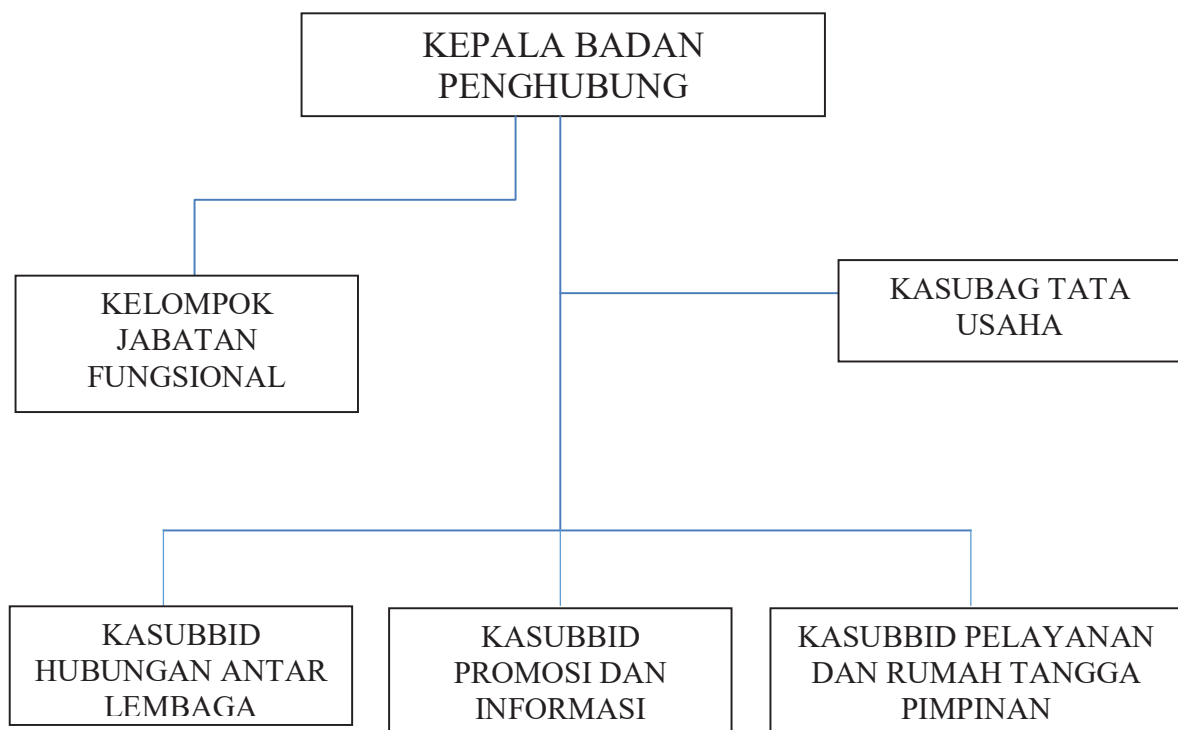 KEPALA BADAN
PENGHUBUNG
KELOMPOK
JABATAN
FUNGSIONAL
KASUBAG TATA
USAHA
KASUBBID
HUBUNGAN ANTAR
LEMBAGA
KASUBBID
PROMOSI DAN
INFORMASI
KASUBBID PELAYANAN
DAN RUMAH TANGGA
PIMPINAN